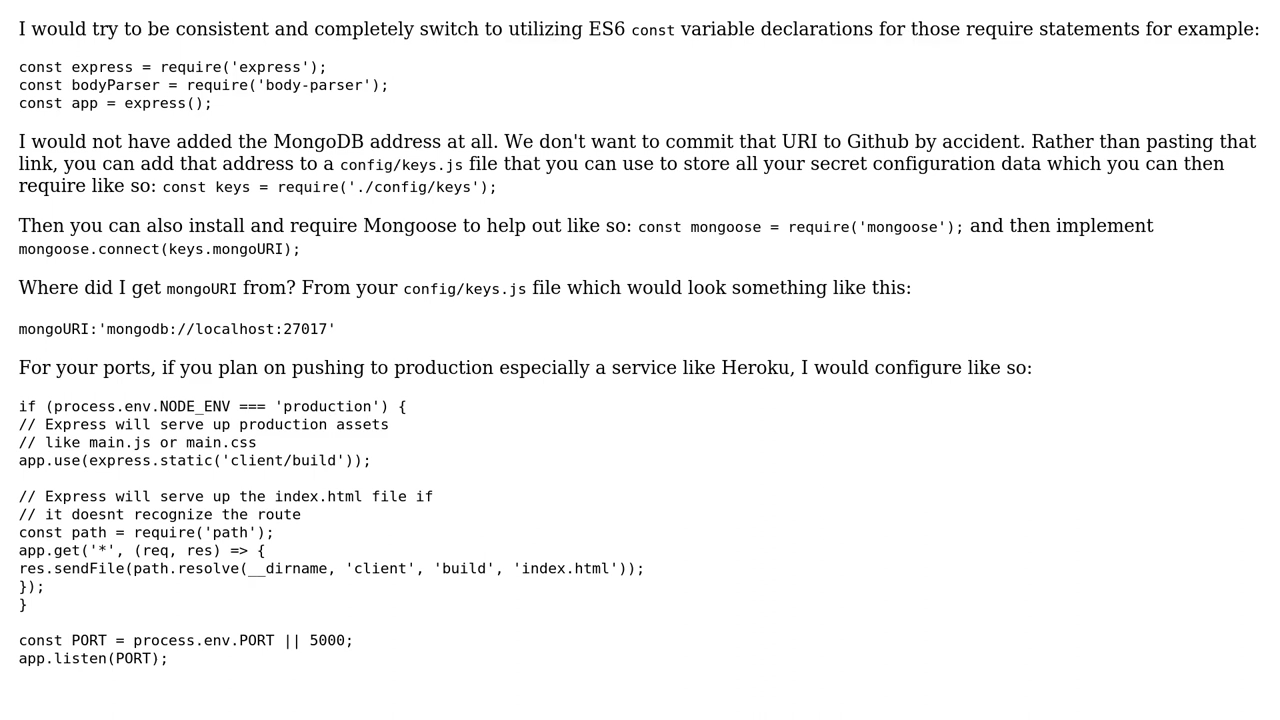 I would try to be consistent and completely switch to utilizing ES6 const variable declarations for those require statements for example:
const express = require('express');
const bodyParser = require('body-parser');
const app = express();
I would not have added the MongoDB address at all. We don't want to commit that URI to Github by accident. Rather than pasting that
link, you can add that address to a config/keys.js file that you can use to store all your secret configuration data which you can then
require like so: const keys = require('./config/keys');
Then you can also install and require Mongoose to help out like so: const mongoose = require('mongoose'); and then implement
mongoose.connect(keys.mongoURI);
Where did I get mongoURI from? From your config/keys.js file which would look something like this:
mongoURI:'mongodb://localhost:27017'
For your ports, if you plan on pushing to production especially a service like Heroku, I would configure like so:
if (process.env.NODE_ENV === 'production') {
// Express will serve up production assets
// like main.js or main.css
app.use(express.static('client/build'));
// Express will serve up the index.html file if
// it doesnt recognize the route
const path = require('path');
app.get('*', (req, res) => {
res.sendFile(path.resolve(__dirname, 'client', 'build', 'index.html'));
});
}
const PORT = process.env.PORT || 5000;
app.listen(PORT);